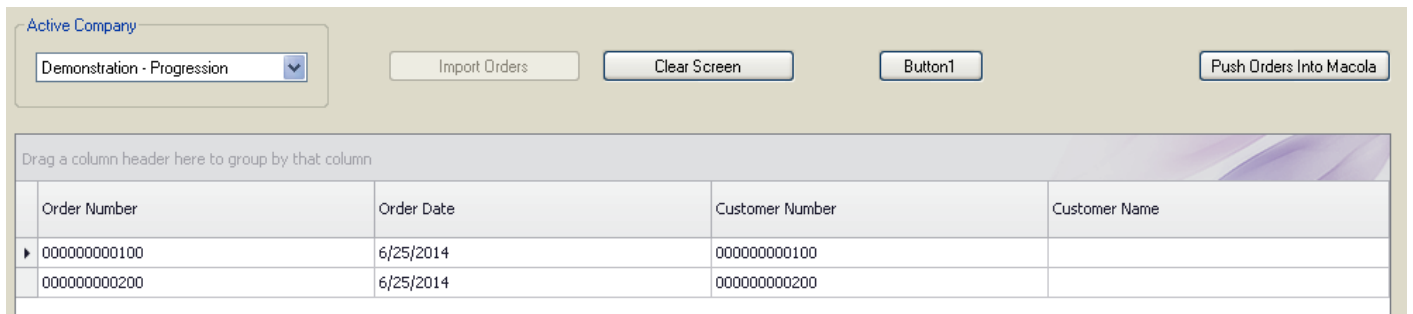 Active Company
Demonstration - Progression Import Orders Clear Screen Button1 Push Orders Into Macola
Drag a column header here to group by that column
Order Number Order Date Customer Number Customer Name
000000000100 6/25/2014 000000000100
000000000200 6/25/2014 000000000200